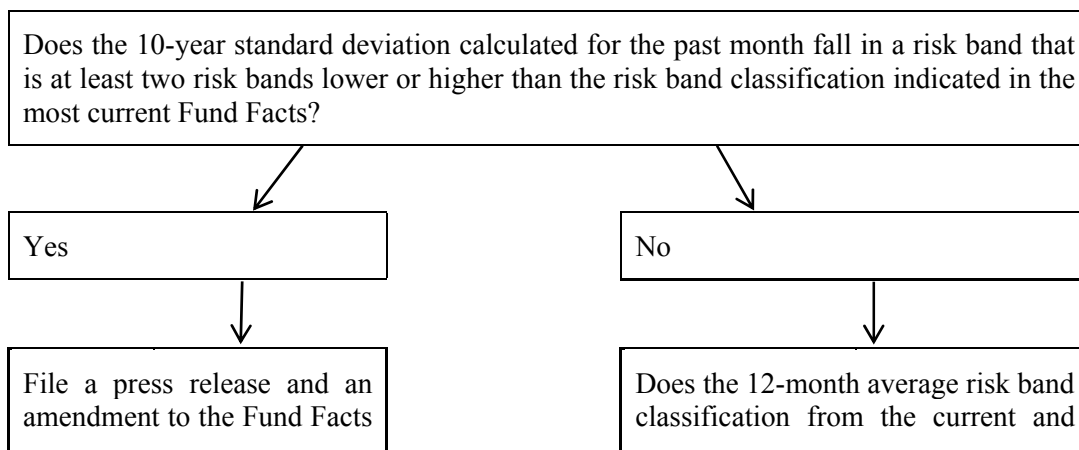 Does the 10-year standard deviation calculated for the past month fall in a risk band that
is at least two risk bands lower or higher than the risk band classification indicated in the
most current Fund Facts?
Yes
No
File a press release and an
amendment to the Fund Facts
Does the 12-month average risk band
classification from the current and